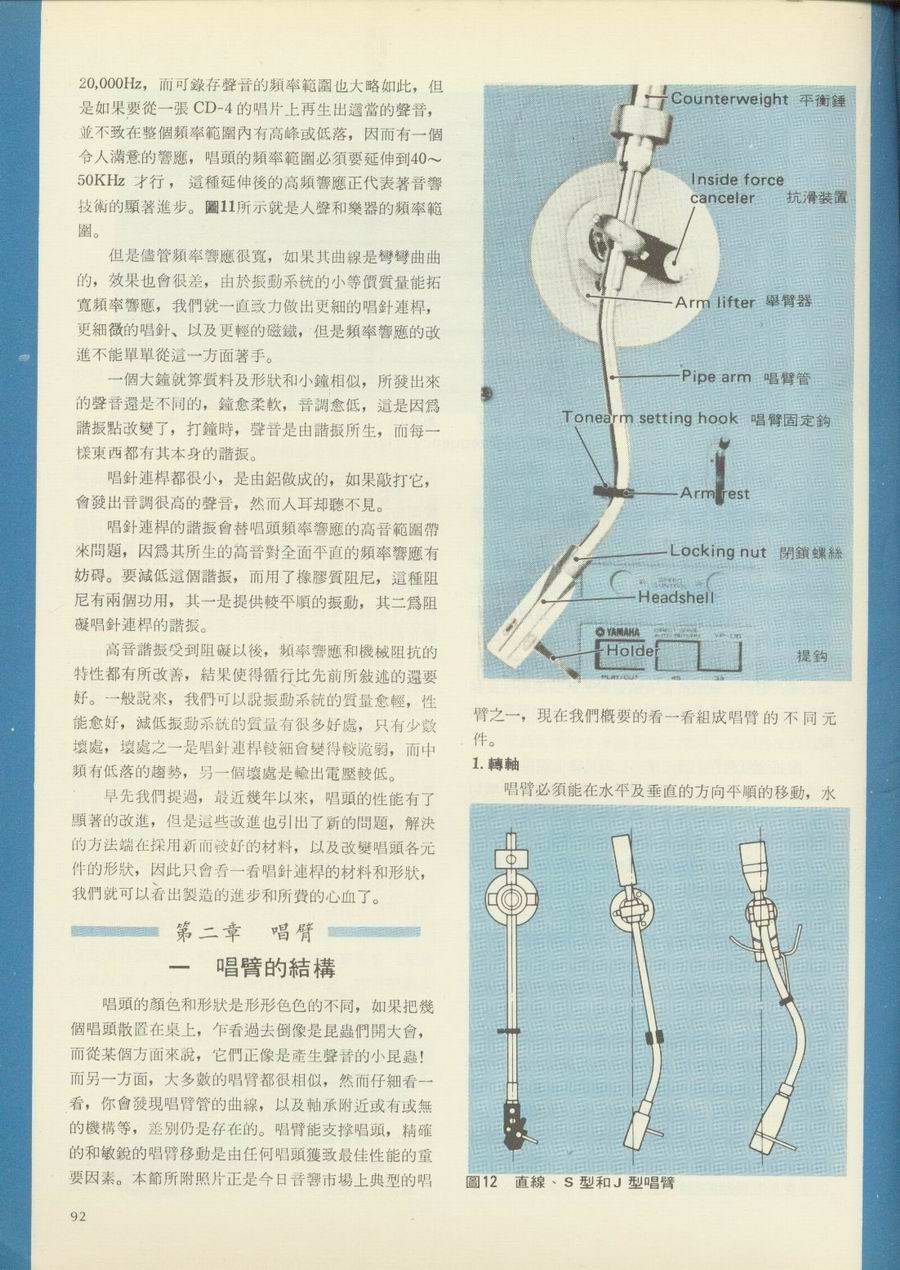 20,000Hz，而可錄存聲音的頻率範圍也大略如此，但
是如果要從一張 CD-4 的唱片上再生出適當的聲音，
並不致在整個頻率範圍內有高峰或低落，因而有一個
令人滿意的響應，唱頭的頻率範圍必須要延伸到40～
50KHz 才行，這種延伸後的高頻響應正代表著音響
技術的顯著進步。圖11所示就是人聲和樂器的頻率範
圍。
但是儘管頻率響應很寬，如果其曲線是彎彎曲曲
的，效果也會很差，由於振動系統的小等價質量能拓
寬頻率響應，我們就一直致力做出更細的唱針連桿，
更細微的唱針、以及更輕的磁鐵，但是頻率響應的改
進不能單單從這一方面著手。
一個大鐘就算質料及形狀和小鐘相似，所發出來
的聲音還是不同的，鐘愈柔軟，音調愈低，這是因爲
諧振點改變了，打鐘時，聲音是由諧振所生，而每一
樣東西都有其本身的諧振。
唱針連桿都很小，是由鋁做成的，如果敲打它，
會發出音調很高的聲音，然而人耳却聽不見。
唱針連桿的諧振會替唱頭頻率響應的高音範圍帶
來問題，因爲其所生的高音對全面平直的頻率響應有
妨碍。要減低這個諧振，而用了橡膠質阻尼，這種阻
尼有兩個功用，其一是提供較平順的振動，其二爲阻
礙唱針連桿的諧振。
高音諧振受到阻礙以後，頻率響應和機械阻抗的
特性都有所改善，結果使得循行比先前所敍述的還要
好。一般說來，我們可以說振動系統的質量愈輕，性
能愈好，減低振動系統的質量有很多好處，只有少數
壞處，壞處之一是唱針連桿較細會變得較脆弱，而中
頻有低落的趨勢，另一個壞處是輸出電壓較低。
早先我們提過，最近幾年以來，唱頭的性能有了
顯著的改進，但是這些改進也引出了新的問題，解決
的方法端在採用新而較好的材料，以及改變唱頭各元
件的形狀，因此只會看一看唱針連桿的材料和形狀，
我們就可以看出製造的進步和所費的心血了。
第二章 唱臂
一 唱臂的結構
唱頭的顏色和形狀是形形色色的不同，如果把幾
個唱頭散置在桌上，乍看過去倒像是昆蟲們開大會，
而從某個方面來說，它們正像是產生聲音的小昆蟲！
而另一方面，大多數的唱臂都很相似，然而仔細看一
看，你會發現唱臂管的曲線，以及軸承附近或有或無
的機構等，差別仍是存在的。唱臂能支撐唱頭，精確
的和敏銳的唱臂移動是由任何唱頭獲致最佳性能的重
要因素。本節所附照片正是今日音響市場上典型的唱
92
Counterweight 平衡錘
Inside force
canceler 抗滑裝置
Arm lifter 舉臂器
Pipe arm 唱臂管
Tonearm setting hook 唱臂固定鈎
Arm rest
Locking nut 閉鎖螺絲
Headshell
YAMAHA
Holder 提鈎
臂之一，現在我們概要的看一看組成唱臂的不同元
件。
1. 轉軸
唱臂必須能在水平及垂直的方向平順的移動，水
圖12 直線、S 型和J 型唱臂